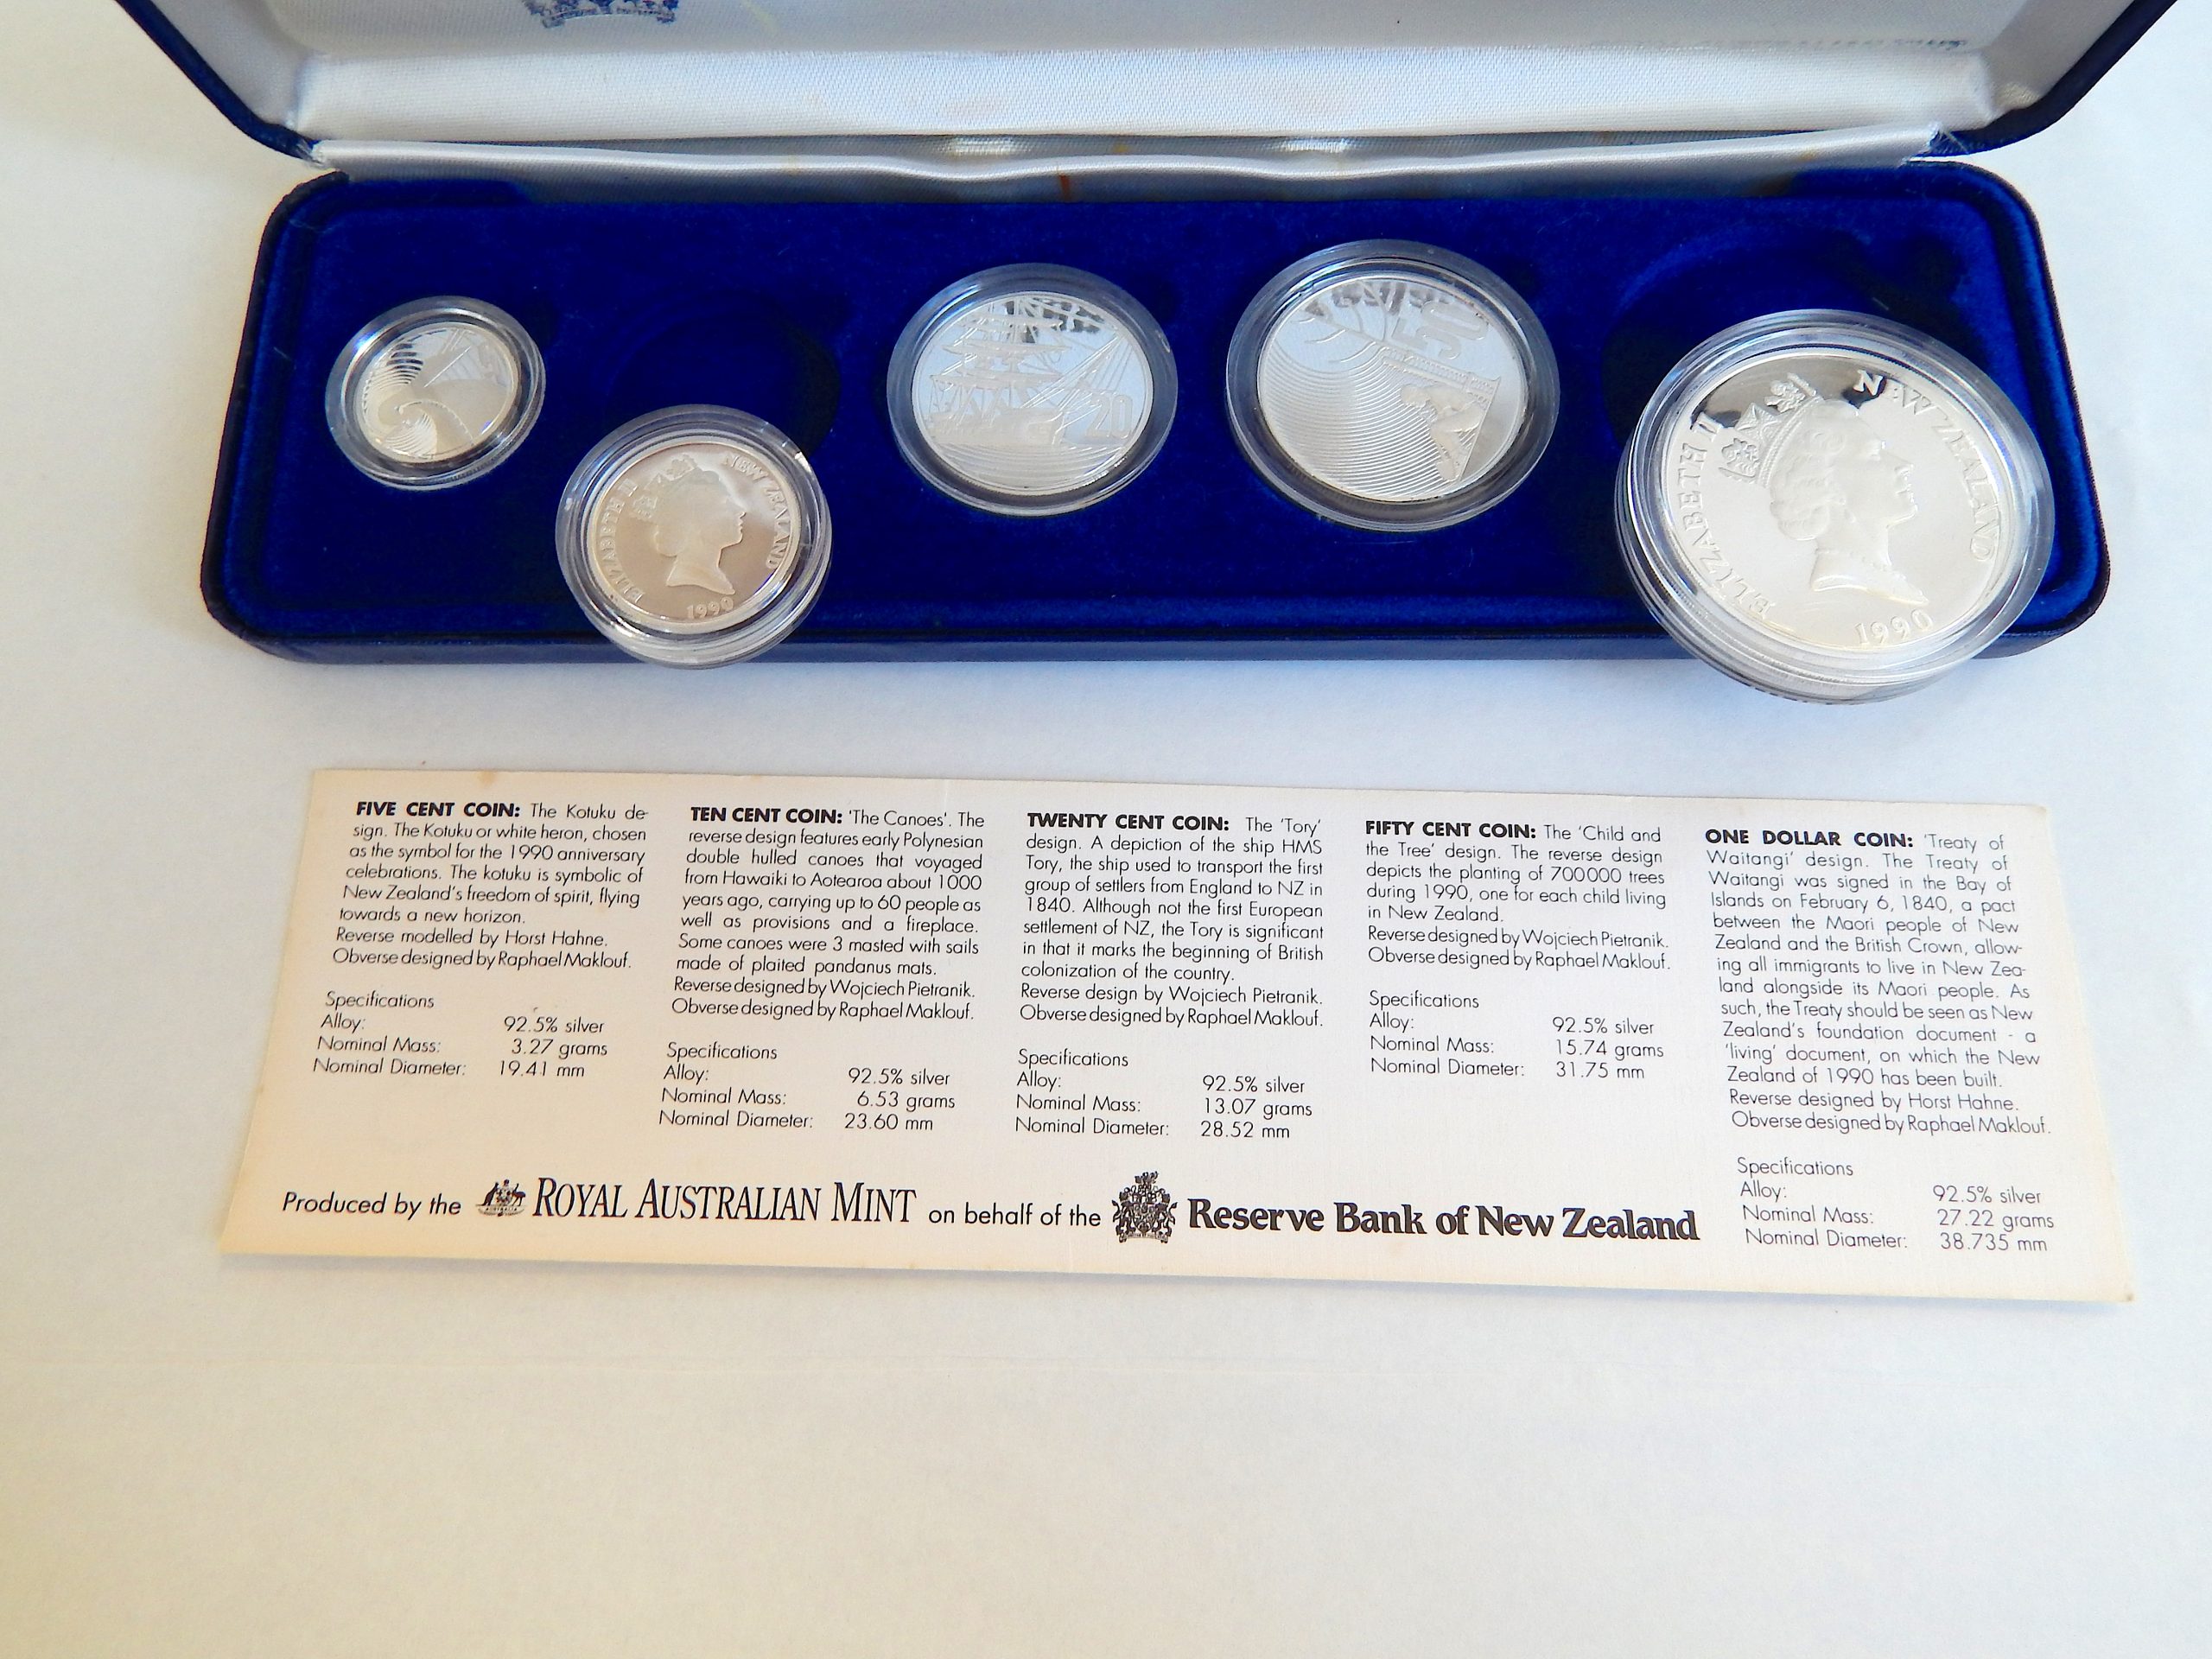 20
50
ELIZABETH II NEW ZEALAND
1990
ELIZABETH II NEW ZEALAND
1990
FIVE CENT COIN: The Kotuku de-
sign. The Kotuku or white heron, chosen
as the symbol for the 1990 anniversary
celebrations. The kotuku is symbolic of
New Zealand's freedom of spirit, flying
towards a new horizon.
Reverse modelled by Horst Hahne.
Obverse designed by Raphael Maklouf.
Specifications
Alloy: 92.5% silver
Nominal Mass: 3.27 grams
Nominal Diameter: 19.41 mm
TEN CENT COIN: 'The Canoes'. The
reverse design features early Polynesian
double hulled canoes that voyaged
from Hawaiki to Aotearoa about 1000
years ago, carrying up to 60 people as
well as provisions and a fireplace.
Some canoes were 3 masted with sails
made of plaited pandanus mats.
Reverse designed by Wojciech Pietranik.
Obverse designed by Raphael Maklouf.
Specifications
Alloy: 92.5% silver
Nominal Mass: 6.53 grams
Nominal Diameter: 23.60 mm
TWENTY CENT COIN: The 'Tory'
design. A depiction of the ship HMS
Tory, the ship used to transport the first
group of settlers from England to NZ in
1840. Although not the first European
settlement of NZ, the Tory is significant
in that it marks the beginning of British
colonization of the country.
Reverse design by Wojciech Pietranik.
Obverse designed by Raphael Maklouf.
Specifications
Alloy: 92.5% silver
Nominal Mass: 13.07 grams
Nominal Diameter: 28.52 mm
FIFTY CENT COIN: The 'Child and
the Tree' design. The reverse design
depicts the planting of 700000 trees
during 1990, one for each child living
in New Zealand.
Reverse designed by Wojciech Pietranik.
Obverse designed by Raphael Maklouf.
Specifications
Alloy: 92.5% silver
Nominal Mass: 15.74 grams
Nominal Diameter: 31.75 mm
ONE DOLLAR COIN: 'Treaty of
Waitangi' design. The Treaty of
Waitangi was signed in the Bay of
Islands on February 6, 1840, a pact
between the Maori people of New
Zealand and the British Crown, allow-
ing all immigrants to live in New Zea-
land alongside its Maori people. As
such, the Treaty should be seen as New
Zealand's foundation document - a
'living' document, on which the New
Zealand of 1990 has been built.
Reverse designed by Horst Hahne.
Obverse designed by Raphael Maklouf.
Specifications
Alloy: 92.5% silver
Nominal Mass: 27.22 grams
Nominal Diameter: 38.735 mm
Produced by the ROYAL AUSTRALIAN MINT on behalf of the Reserve Bank of New Zealand